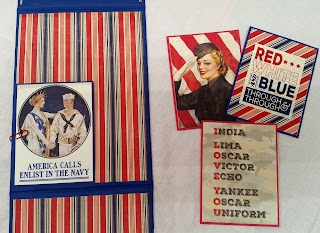 AMERICA CALLS
ENLIST IN THE NAVY
RED
WHITE
BLUE
THROUGH &
THROUGH
INDIA
LIMA
OSCAR
VICTOR
ECHO
YANKEE
OSCAR
UNIFORM